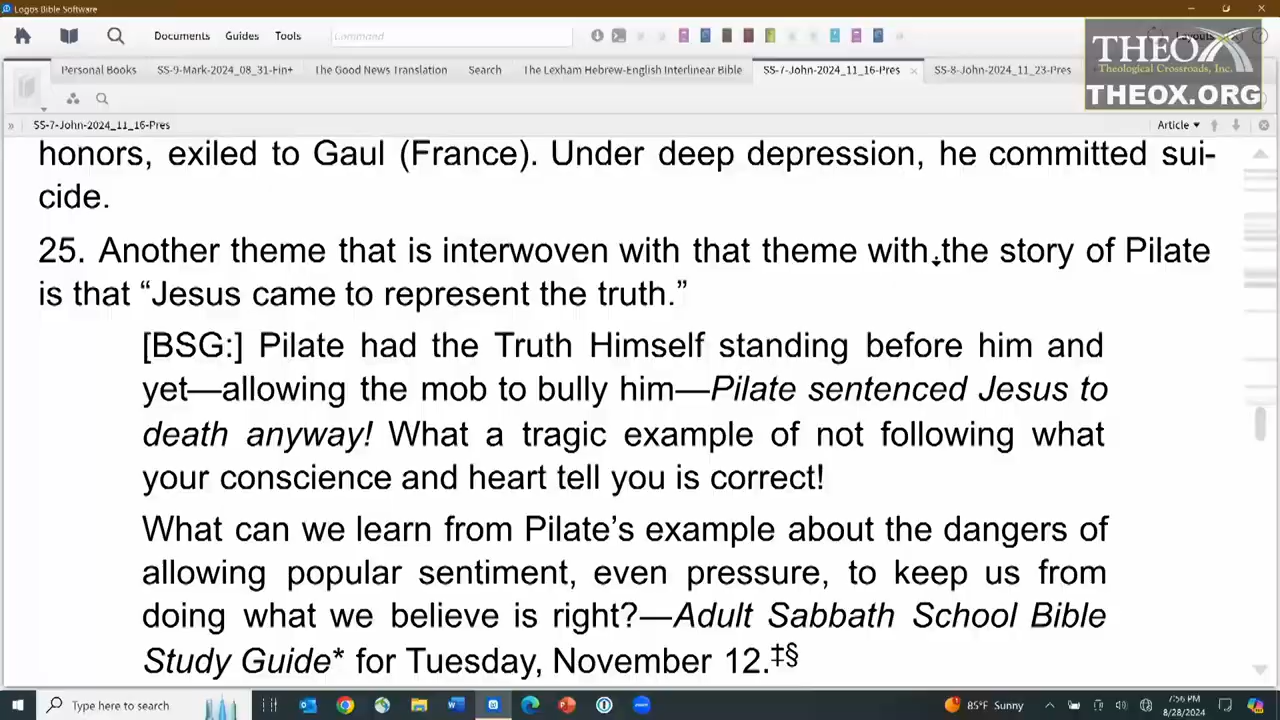 Logos Bible Software
Documents Guides Tools Command
THEOX
Theological Crossroads, Inc.
THEOX.ORG
Personal Books SS-9-Mark-2024_08_31-Fin+ The Good News Translation The Lexham Hebrew-English Interlinear Bible SS-7-John-2024_11_16-Pres SS-8-John-2024_11_23-Pres
SS-7-John-2024_11_16-Pres Article
honors, exiled to Gaul (France). Under deep depression, he committed sui-
cide.
25. Another theme that is interwoven with that theme with the story of Pilate
is that “Jesus came to represent the truth.”
[BSG:] Pilate had the Truth Himself standing before him and
yet—allowing the mob to bully him—Pilate sentenced Jesus to
death anyway! What a tragic example of not following what
your conscience and heart tell you is correct!
What can we learn from Pilate’s example about the dangers of
allowing popular sentiment, even pressure, to keep us from
doing what we believe is right?—Adult Sabbath School Bible
Study Guide* for Tuesday, November 12.‡§
Type here to search 85°F Sunny 7:56 PM
8/28/2024